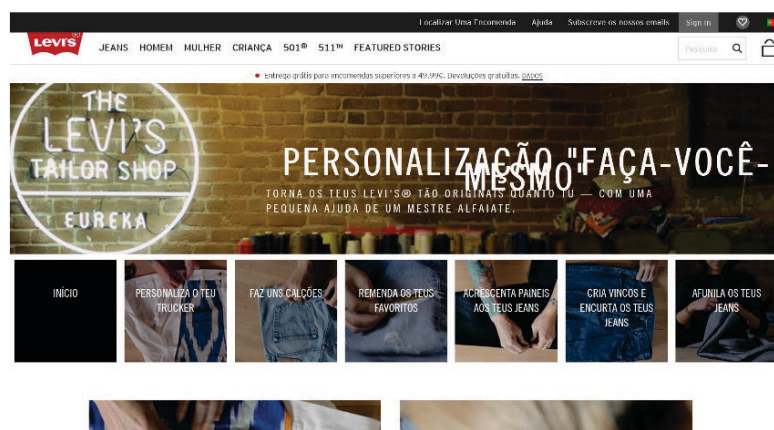 Localizar Uma Encomenda Ajuda Subscreve os nossos emails Sign in
LEVI'S®
JEANS HOMEM MULHER CRIANÇA 501® 511™ FEATURED STORIES
Pesquisa
Entrega grátis para encomendas superiores a 49.99€. Devoluções gratuitas. DADOS
THE
LEVI'S
TAILOR SHOP
EUREKA
PERSONALIZAÇÃO "FAÇA-VOCÊ-
MESMO"
TORNA OS TEUS LEVI'S® TÃO ORIGINAIS QUANTO TU — COM UMA
PEQUENA AJUDA DE UM MESTRE ALFAIATE.
INÍCIO
PERSONALIZA O TEU
TRUCKER
FAZ UNS CALÇÕES
REMENDA OS TEUS
FAVORITOS
ACRESCENTA PAINEIS
AOS TEUS JEANS
CRIA VINCOS E
ENCURTA OS TEUS
JEANS
AFUNILA OS TEUS
JEANS